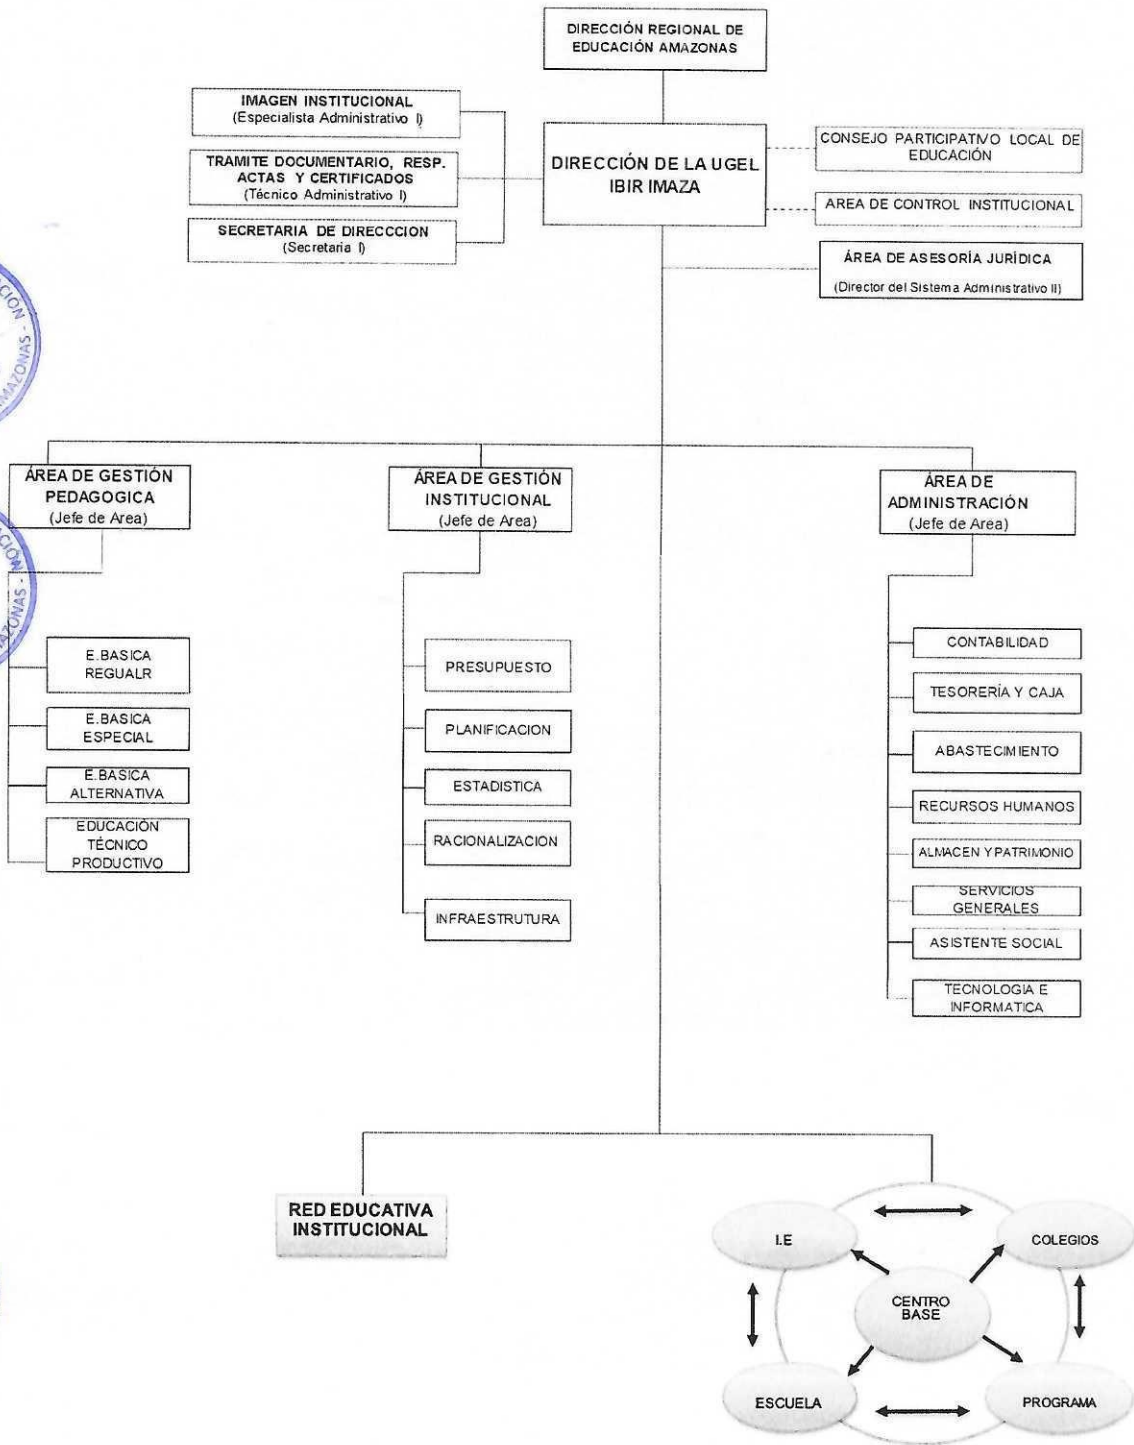 DIRECCIÓN REGIONAL DE
EDUCACIÓN AMAZONAS
IMAGEN INSTITUCIONAL
(Especialista Administrativo I)
TRAMITE DOCUMENTARIO, RESP.
ACTAS Y CERTIFICADOS
(Técnico Administrativo I)
SECRETARIA DE DIRECCCION
(Secretaria I)
DIRECCIÓN DE LA UGEL
IBIR IMAZA
CONSEJO PARTICIPATIVO LOCAL DE
EDUCACIÓN
AREA DE CONTROL INSTITUCIONAL
ÁREA DE ASESORÍA JURÍDICA
(Director del Sistema Administrativo II)
AMAZONAS -
ÁREA DE GESTIÓN
PEDAGOGICA
(Jefe de Area)
E.BASICA
REGUALR
E.BASICA
ESPECIAL
E.BASICA
ALTERNATIVA
EDUCACIÓN
TÉCNICO
PRODUCTIVO
ÁREA DE GESTIÓN
INSTITUCIONAL
(Jefe de Area)
PRESUPUESTO
PLANIFICACION
ESTADISTICA
RACIONALIZACION
INFRAESTRUTURA
ÁREA DE
ADMINISTRACIÓN
(Jefe de Area)
CONTABILIDAD
TESORERÍA Y CAJA
ABASTECIMIENTO
RECURSOS HUMANOS
ALMACEN Y PATRIMONIO
SERVICIOS
GENERALES
ASISTENTE SOCIAL
TECNOLOGIA E
INFORMATICA
RED EDUCATIVA
INSTITUCIONAL
I.E
COLEGIOS
CENTRO
BASE
ESCUELA
PROGRAMA